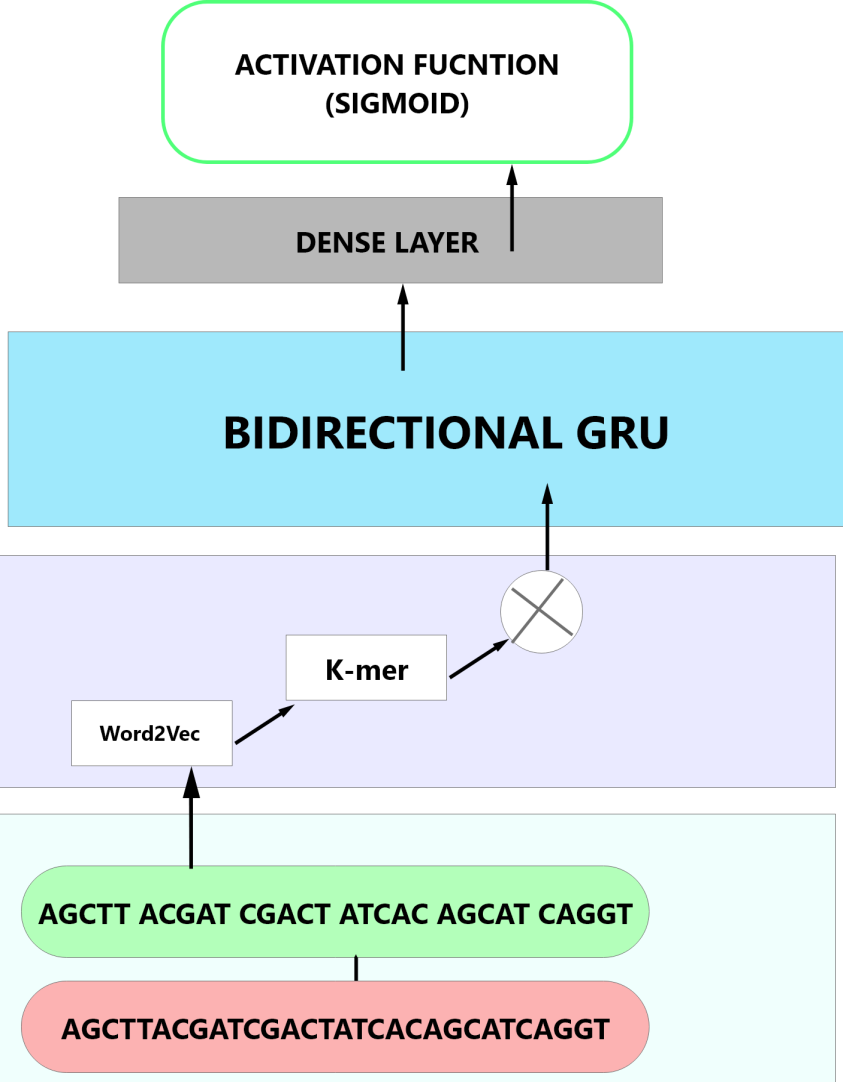 ACTIVATION FUCNTION
(SIGMOID)
DENSE LAYER
BIDIRECTIONAL GRU
K-mer
Word2Vec
AGCTT ACGAT CGACT ATCAC AGCAT CAGGT
AGCTTACGATCGACTATCACAGCATCAGGT